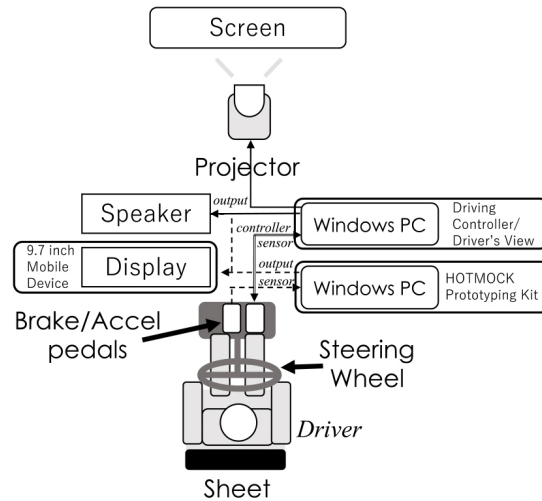 Screen
Projector
output
Speaker
Windows PC
Driving
Controller/
Driver's View
controller
sensor
9.7 inch
Mobile
Device
Display
output
sensor
Windows PC
HOTMOCK
Prototyping Kit
Brake/Accel
pedals
Steering
Wheel
Driver
Sheet